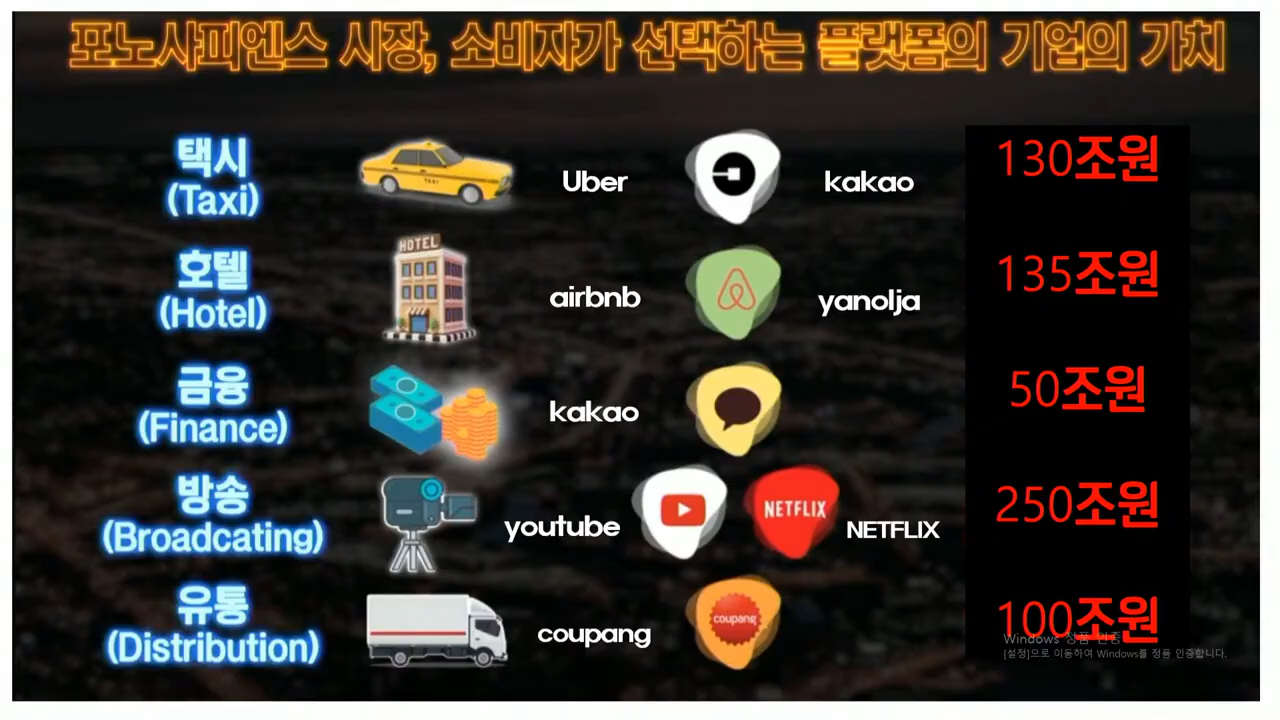 포노사피엔스 시장, 소비자가 선택하는 플랫폼의 기업의 가치
택시
(Taxi)
TAXI
Uber
kakao
130조원
호텔
(Hotel)
HOTEL
airbnb
yanolja
135조원
금융
(Finance)
kakao
50조원
방송
(Broadcating)
youtube
NETFLIX
NETFLIX
250조원
유통
(Distribution)
coupang
coupang
100조원
Windows 정품 인증
[설정]으로 이동하여 Windows를 정품 인증합니다.